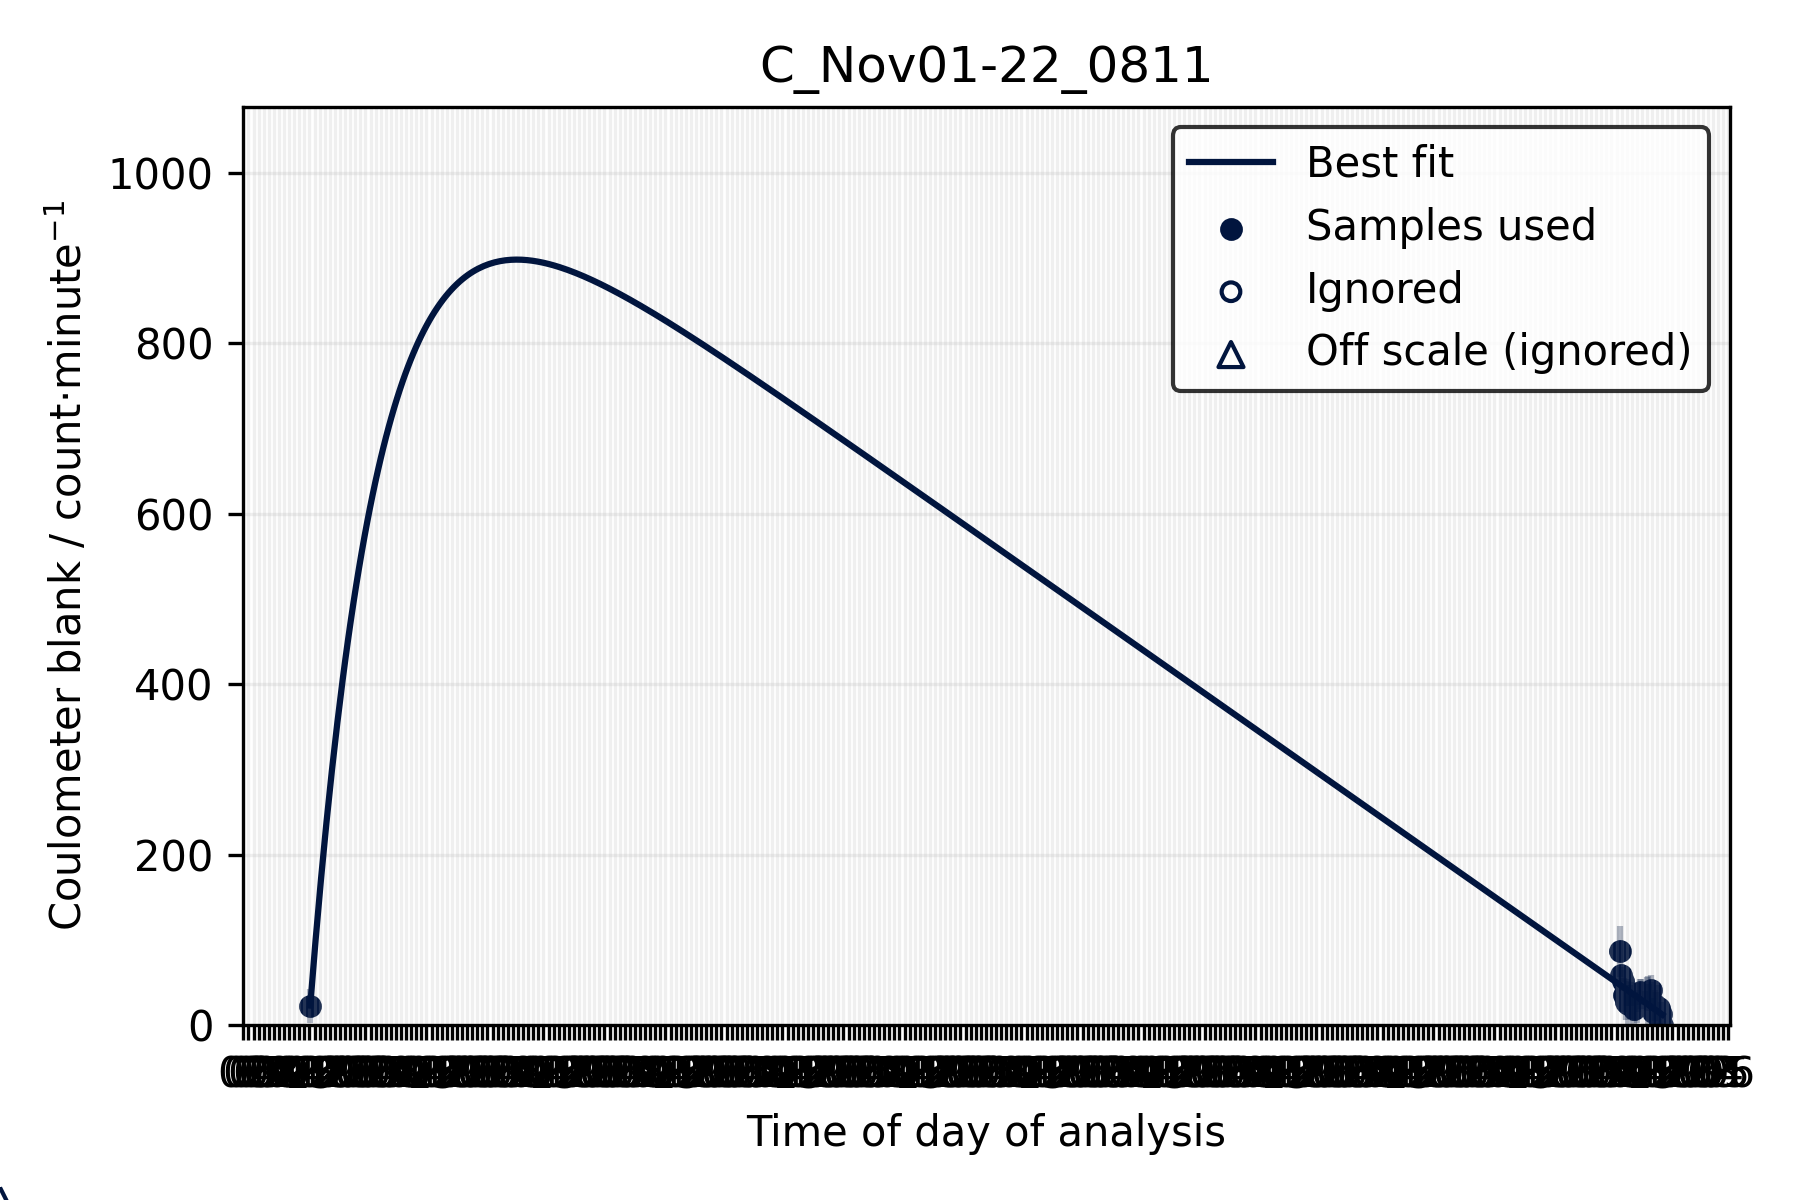 C_Nov01-22_0811
1000
800
600
400
200
0
Coulometer blank / count·minute⁻¹
Best fit
Samples used
Ignored
Off scale (ignored)
Time of day of analysis